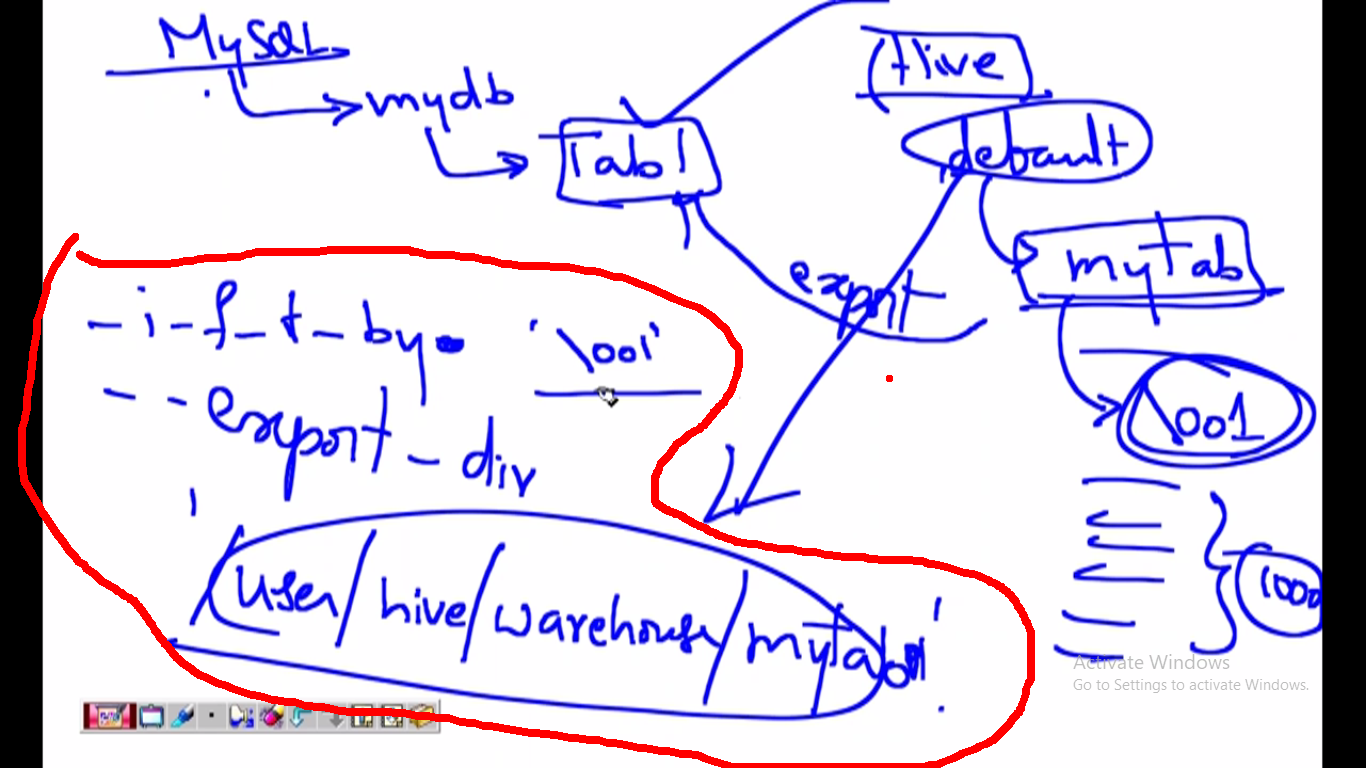 MySQL
mydb
Tab1
Hive
default
myTab
export
\001
1000
-i-f-t-by '\001'
--export-dir
'/user/hive/warehouse/mytab'
Activate Windows
Go to Settings to activate Windows.